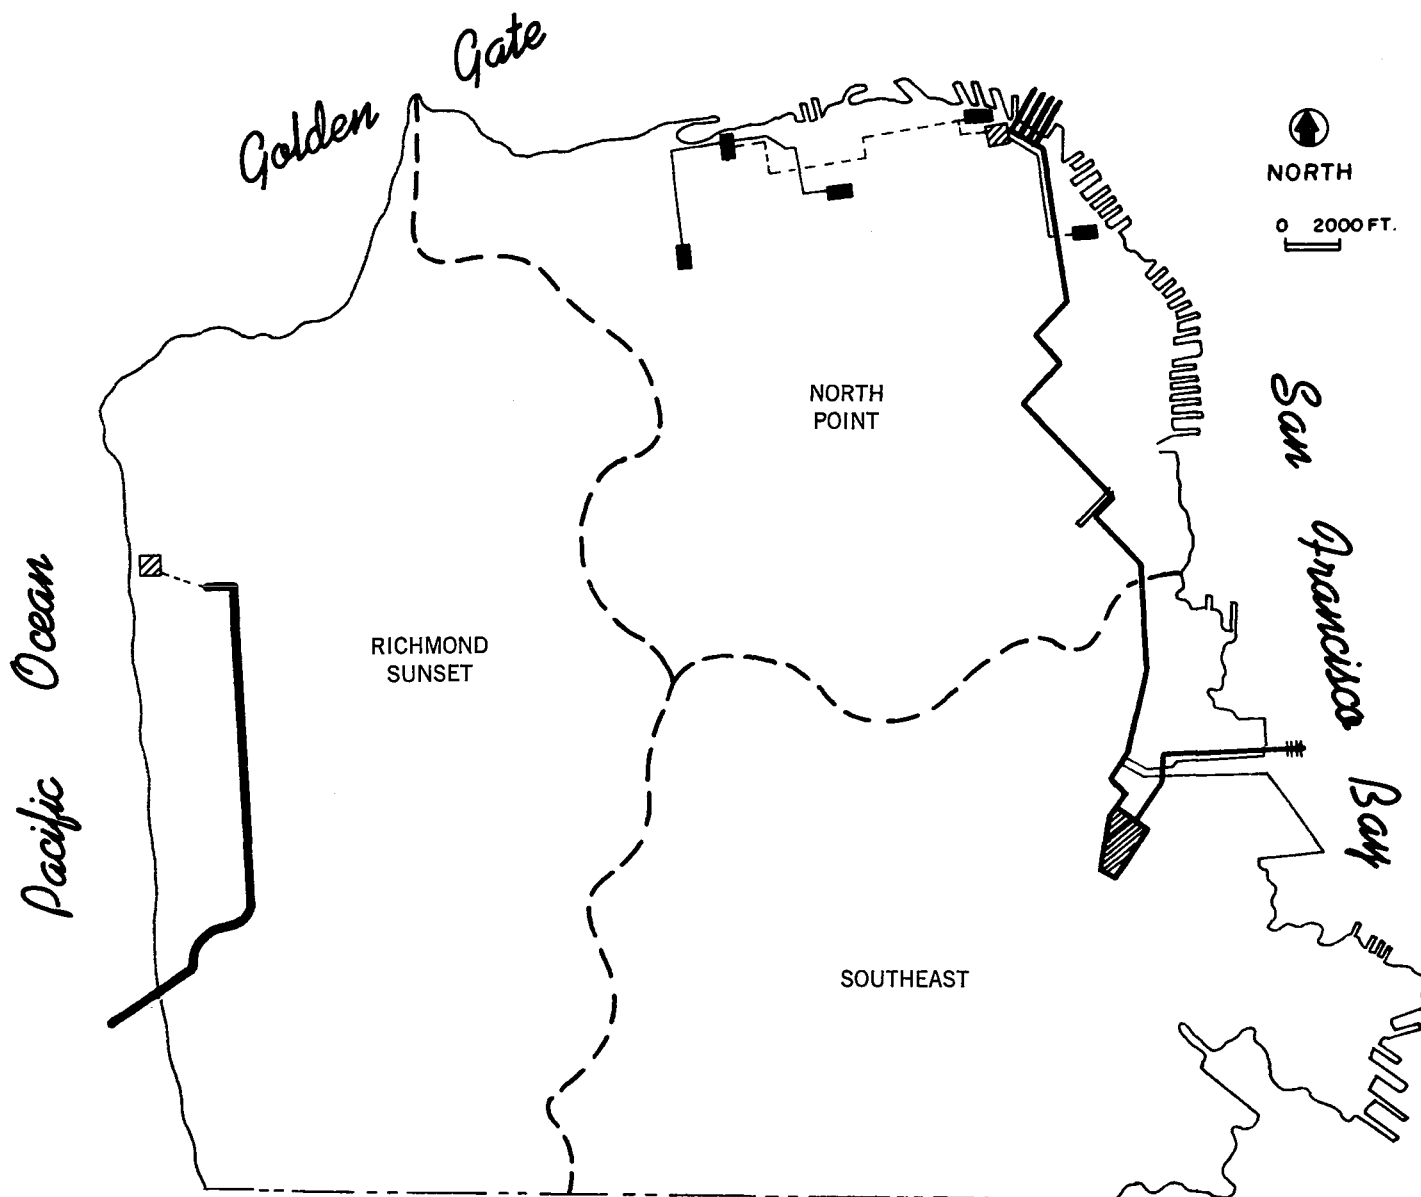 Golden Gate
NORTH
0 2000 FT.
NORTH
POINT
San Francisco Bay
Pacific Ocean
RICHMOND
SUNSET
SOUTHEAST